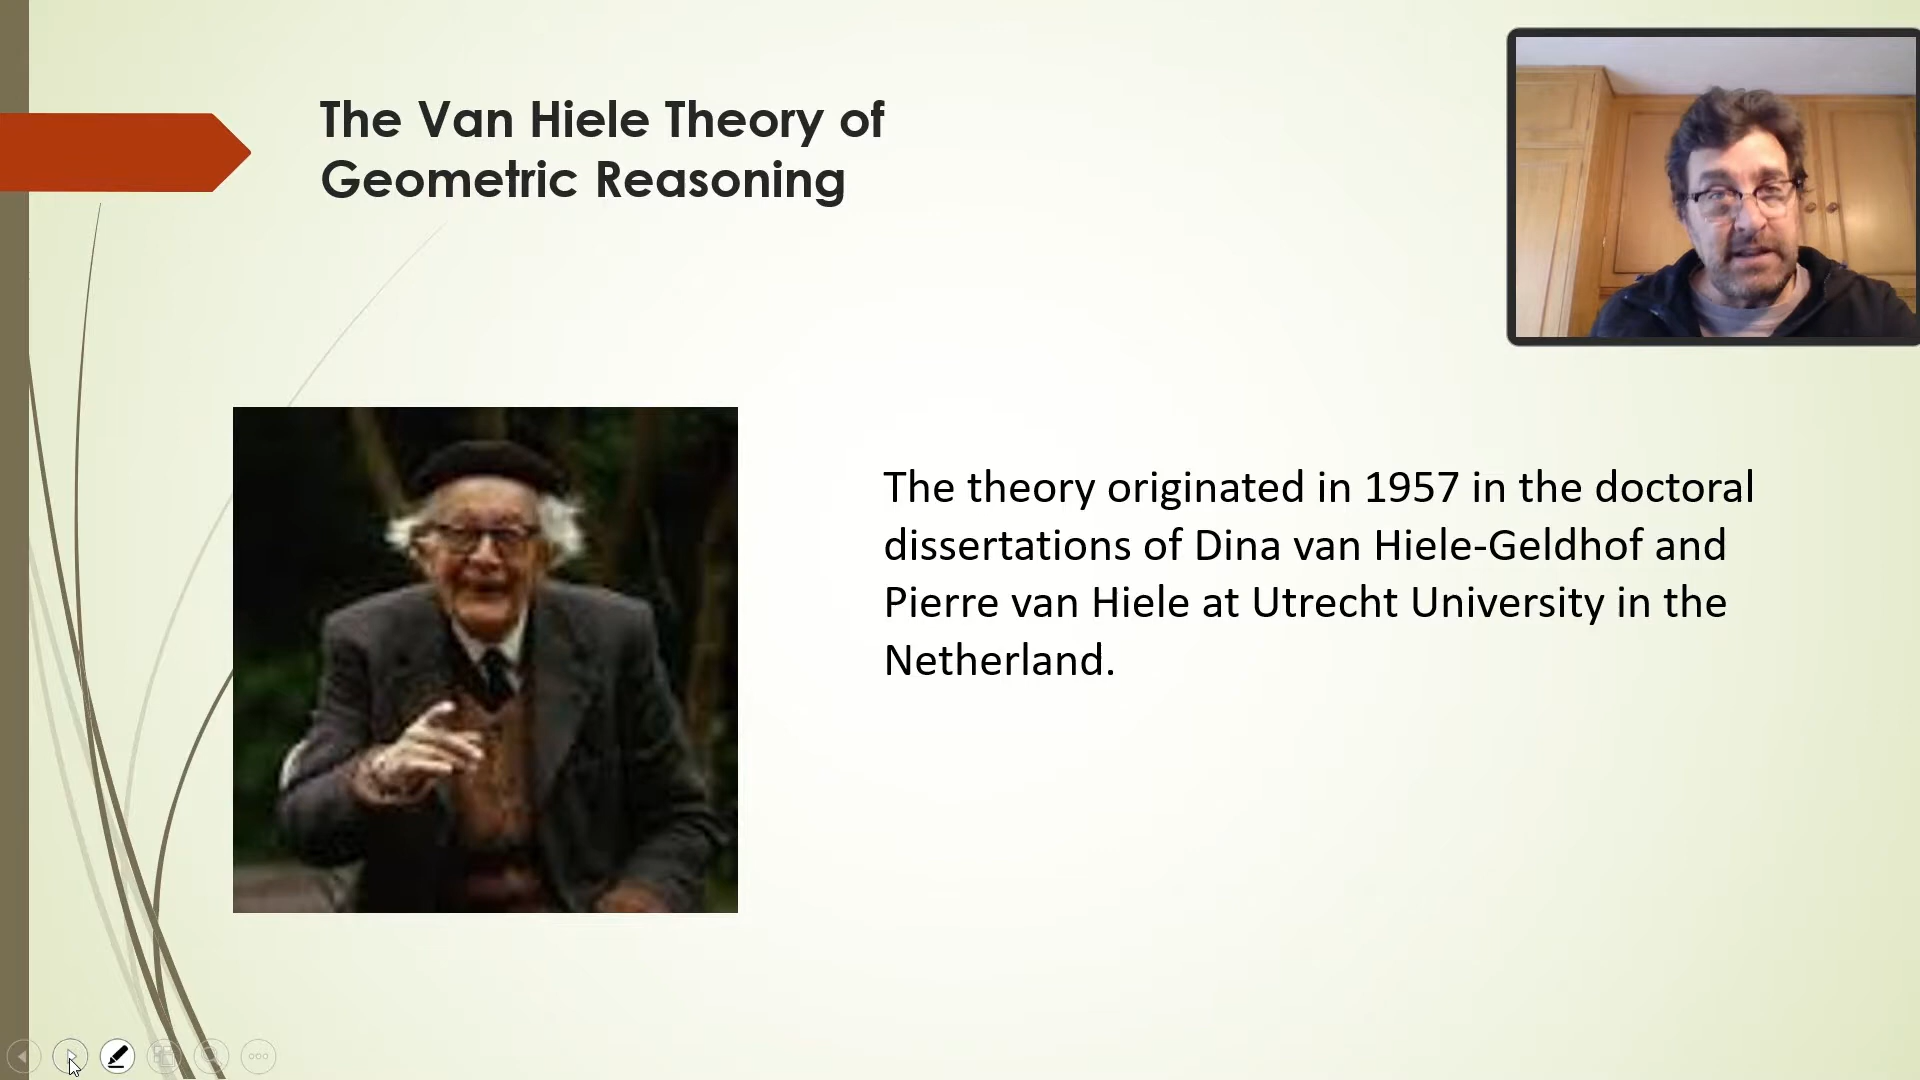 The Van Hiele Theory of
Geometric Reasoning
The theory originated in 1957 in the doctoral
dissertations of Dina van Hiele-Geldhof and
Pierre van Hiele at Utrecht University in the
Netherland.